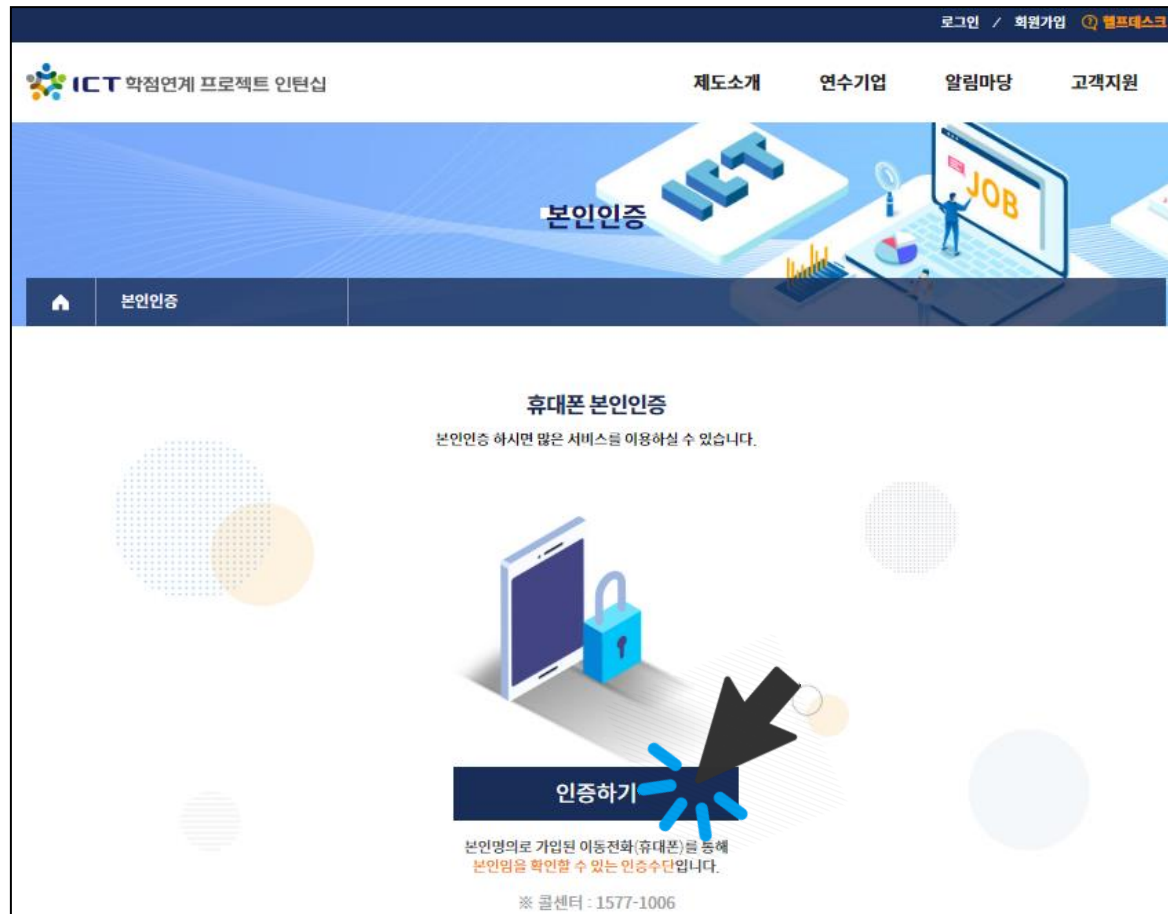 로그인 / 회원가입 ? 헬프데스크
ICT 학점연계 프로젝트 인턴십
제도소개 연수기업 알림마당 고객지원
ICT
JOB
본인인증
본인인증
휴대폰 본인인증
본인인증 하시면 많은 서비스를 이용하실 수 있습니다.
인증하기
본인명의로 가입된 이동전화(휴대폰)를 통해
본인임을 확인할 수 있는 인증수단입니다.
※ 콜센터 : 1577-1006